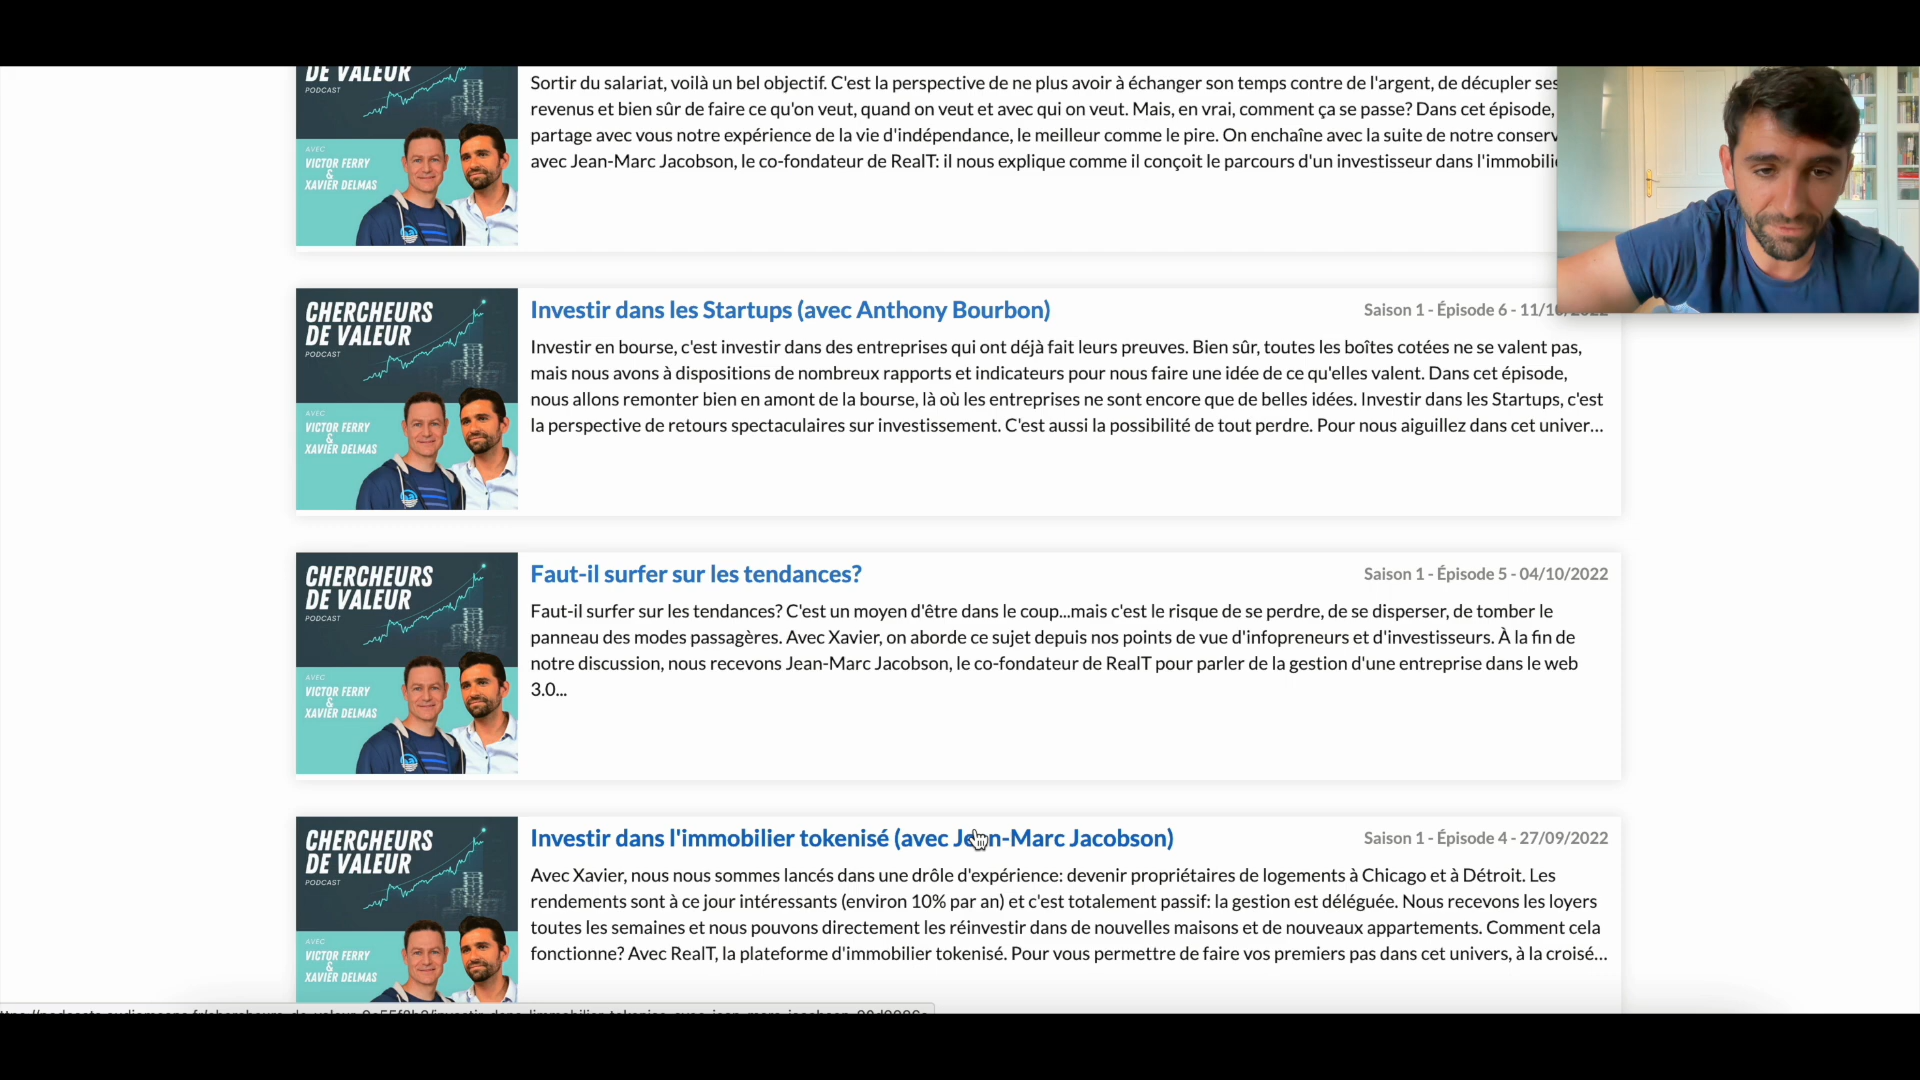 DE VALEUR
PODCAST
AVEC
VICTOR FERRY
&
XAVIER DELMAS
Sortir du salariat, voilà un bel objectif. C'est la perspective de ne plus avoir à échanger son temps contre de l'argent, de décupler ses
revenus et bien sûr de faire ce qu'on veut, quand on veut et avec qui on veut. Mais, en vrai, comment ça se passe? Dans cet épisode,
partage avec vous notre expérience de la vie d'indépendance, le meilleur comme le pire. On enchaîne avec la suite de notre conserv
avec Jean-Marc Jacobson, le co-fondateur de RealT: il nous explique comme il conçoit le parcours d'un investisseur dans l'immobili
CHERCHEURS
DE VALEUR
PODCAST
AVEC
VICTOR FERRY
&
XAVIER DELMAS
Investir dans les Startups (avec Anthony Bourbon)
Saison 1 - Épisode 6 - 11/10/2022
Investir en bourse, c'est investir dans des entreprises qui ont déjà fait leurs preuves. Bien sûr, toutes les boîtes cotées ne se valent pas,
mais nous avons à dispositions de nombreux rapports et indicateurs pour nous faire une idée de ce qu'elles valent. Dans cet épisode,
nous allons remonter bien en amont de la bourse, là où les entreprises ne sont encore que de belles idées. Investir dans les Startups, c'est
la perspective de retours spectaculaires sur investissement. C'est aussi la possibilité de tout perdre. Pour nous aiguillez dans cet univer...
CHERCHEURS
DE VALEUR
PODCAST
AVEC
VICTOR FERRY
&
XAVIER DELMAS
Faut-il surfer sur les tendances?
Saison 1 - Épisode 5 - 04/10/2022
Faut-il surfer sur les tendances? C'est un moyen d'être dans le coup...mais c'est le risque de se perdre, de se disperser, de tomber le
panneau des modes passagères. Avec Xavier, on aborde ce sujet depuis nos points de vue d'infopreneurs et d'investisseurs. À la fin de
notre discussion, nous recevons Jean-Marc Jacobson, le co-fondateur de RealT pour parler de la gestion d'une entreprise dans le web
3.0...
CHERCHEURS
DE VALEUR
PODCAST
AVEC
VICTOR FERRY
&
XAVIER DELMAS
Investir dans l'immobilier tokenisé (avec Jean-Marc Jacobson)
Saison 1 - Épisode 4 - 27/09/2022
Avec Xavier, nous nous sommes lancés dans une drôle d'expérience: devenir propriétaires de logements à Chicago et à Détroit. Les
rendements sont à ce jour intéressants (environ 10% par an) et c'est totalement passif: la gestion est déléguée. Nous recevons les loyers
toutes les semaines et nous pouvons directement les réinvestir dans de nouvelles maisons et de nouveaux appartements. Comment cela
fonctionne? Avec RealT, la plateforme d'immobilier tokenisé. Pour vous permettre de faire vos premiers pas dans cet univers, à la croisé...